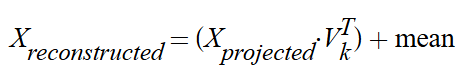 X_reconstructed = (X_projected · V_k^T) + mean